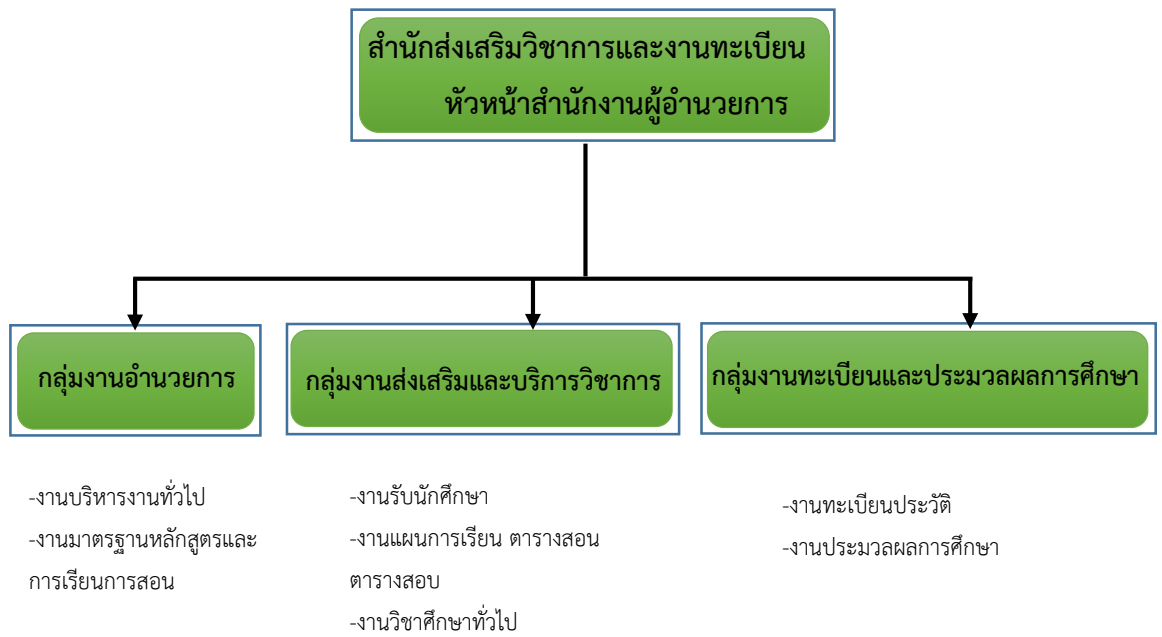 สำนักส่งเสริมวิชาการและงานทะเบียน
หัวหน้าสำนักงานผู้อำนวยการ
กลุ่มงานอำนวยการ
กลุ่มงานส่งเสริมและบริการวิชาการ
กลุ่มงานทะเบียนและประมวลผลการศึกษา
-งานบริหารงานทั่วไป
-งานมาตรฐานหลักสูตรและ
การเรียนการสอน
-งานรับนักศึกษา
-งานแผนการเรียน ตารางสอน
ตารางสอบ
-งานวิชาศึกษาทั่วไป
-งานทะเบียนประวัติ
-งานประมวลผลการศึกษา